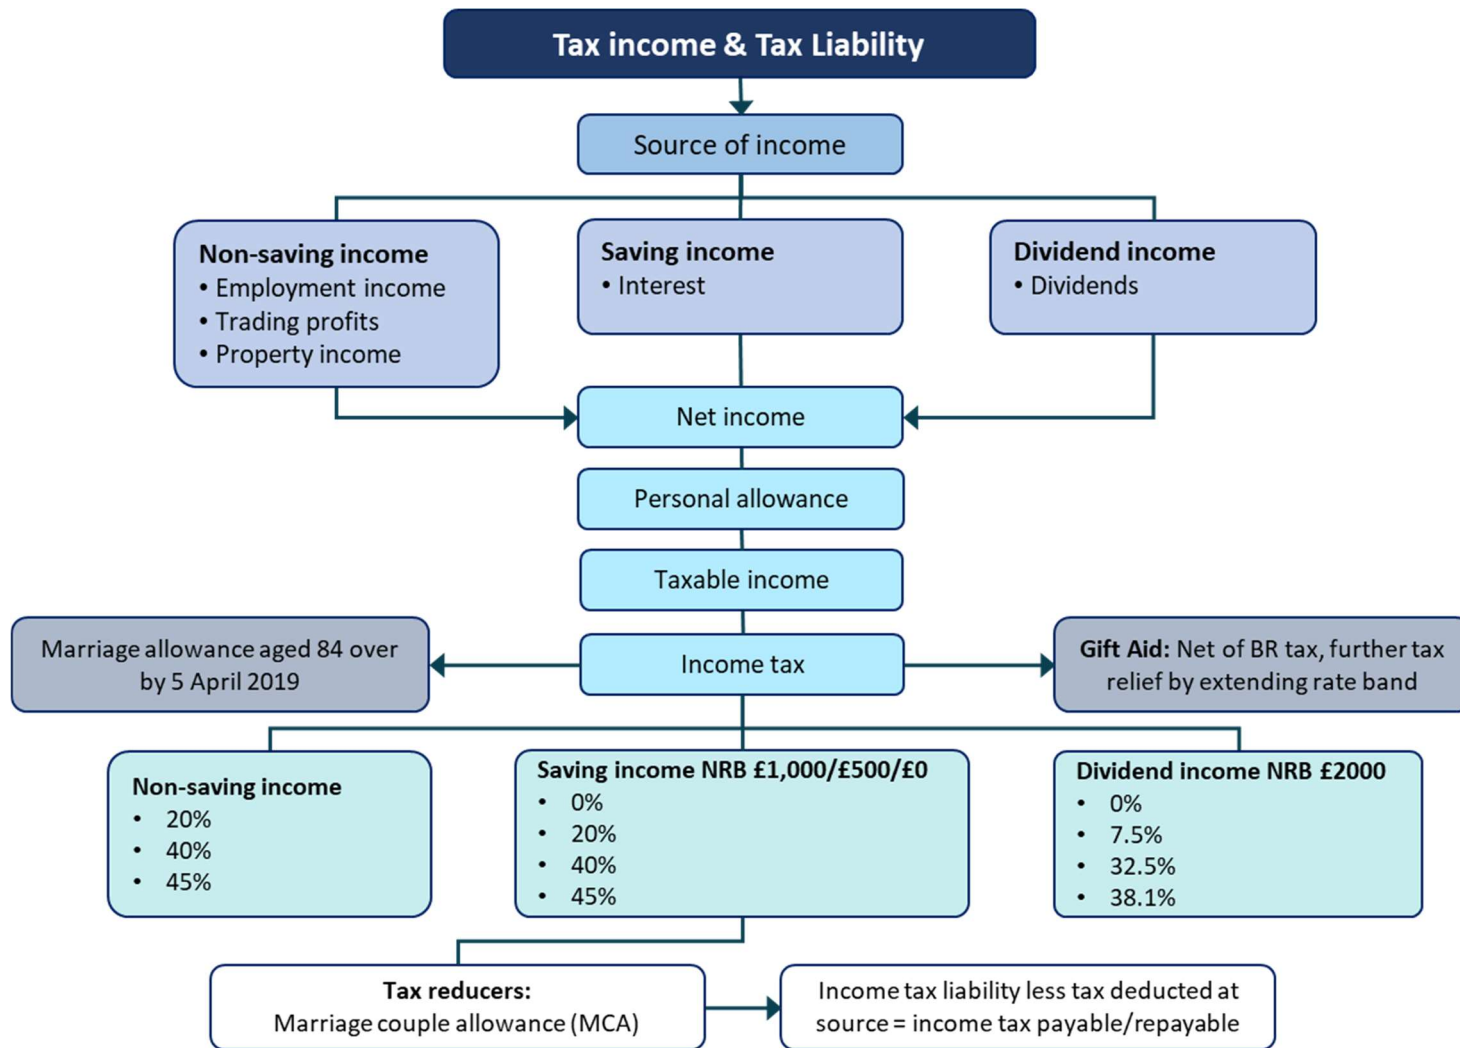 Tax income & Tax Liability
Source of income
Non-saving income
• Employment income
• Trading profits
• Property income
Saving income
• Interest
Dividend income
• Dividends
Net income
Personal allowance
Taxable income
Marriage allowance aged 84 over
by 5 April 2019
Income tax
Gift Aid: Net of BR tax, further tax
relief by extending rate band
Non-saving income
• 20%
• 40%
• 45%
Saving income NRB £1,000/£500/£0
• 0%
• 20%
• 40%
• 45%
Dividend income NRB £2000
• 0%
• 7.5%
• 32.5%
• 38.1%
Tax reducers:
Marriage couple allowance (MCA)
Income tax liability less tax deducted at
source = income tax payable/repayable